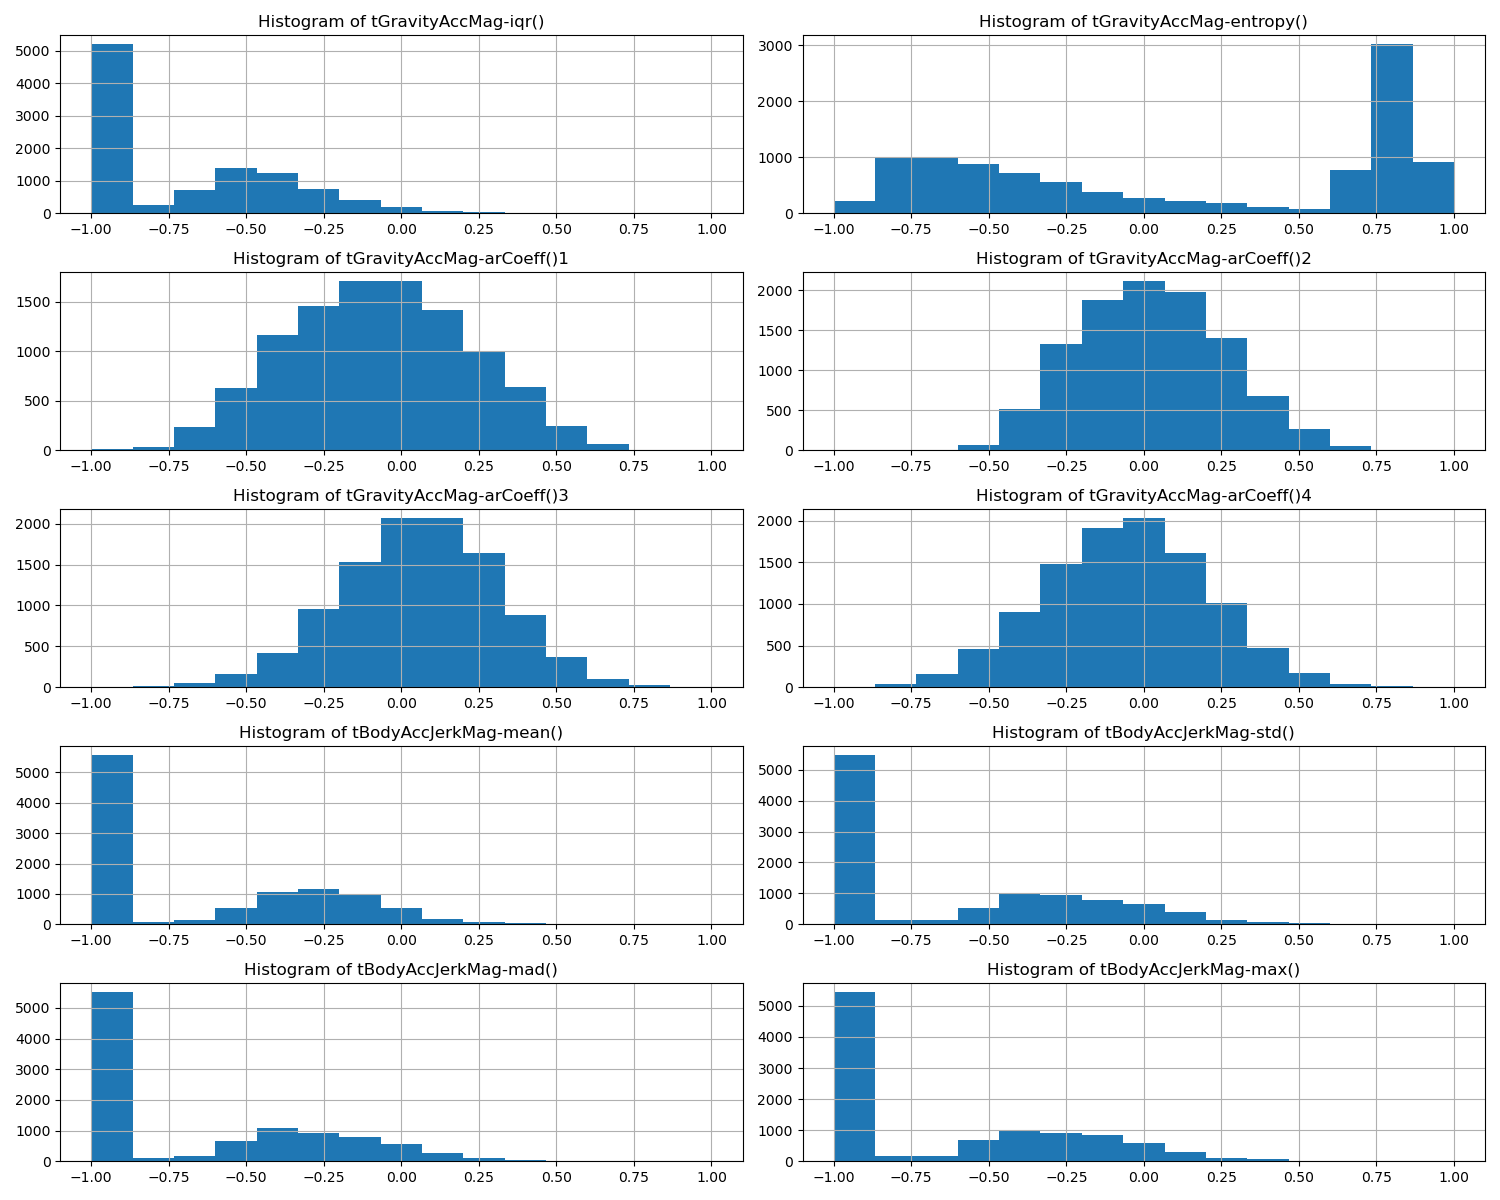 Histogram of tGravityAccMag-iqr()
5000
4000
3000
2000
1000
0
−1.00 −0.75 −0.50 −0.25 0.00 0.25 0.50 0.75 1.00
Histogram of tGravityAccMag-entropy()
3000
2000
1000
0
−1.00 −0.75 −0.50 −0.25 0.00 0.25 0.50 0.75 1.00
Histogram of tGravityAccMag-arCoeff()1
1500
1000
500
0
−1.00 −0.75 −0.50 −0.25 0.00 0.25 0.50 0.75 1.00
Histogram of tGravityAccMag-arCoeff()2
2000
1500
1000
500
0
−1.00 −0.75 −0.50 −0.25 0.00 0.25 0.50 0.75 1.00
Histogram of tGravityAccMag-arCoeff()3
2000
1500
1000
500
0
−1.00 −0.75 −0.50 −0.25 0.00 0.25 0.50 0.75 1.00
Histogram of tGravityAccMag-arCoeff()4
2000
1500
1000
500
0
−1.00 −0.75 −0.50 −0.25 0.00 0.25 0.50 0.75 1.00
Histogram of tBodyAccJerkMag-mean()
5000
4000
3000
2000
1000
0
−1.00 −0.75 −0.50 −0.25 0.00 0.25 0.50 0.75 1.00
Histogram of tBodyAccJerkMag-std()
5000
4000
3000
2000
1000
0
−1.00 −0.75 −0.50 −0.25 0.00 0.25 0.50 0.75 1.00
Histogram of tBodyAccJerkMag-mad()
5000
4000
3000
2000
1000
0
−1.00 −0.75 −0.50 −0.25 0.00 0.25 0.50 0.75 1.00
Histogram of tBodyAccJerkMag-max()
5000
4000
3000
2000
1000
0
−1.00 −0.75 −0.50 −0.25 0.00 0.25 0.50 0.75 1.00